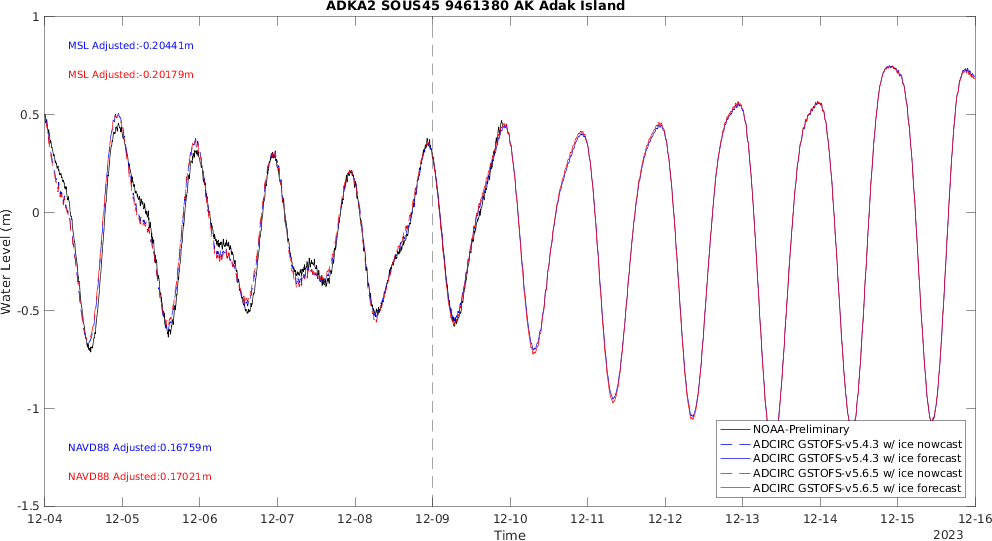 ADKA2 SOUS45 9461380 AK Adak Island
1
MSL Adjusted:-0.20441m
MSL Adjusted:-0.20179m
0.5
0
-0.5
-1
-1.5
Water Level (m)
NAVD88 Adjusted:0.16759m
NAVD88 Adjusted:0.17021m
NOAA-Preliminary
ADCIRC GSTOFS-v5.4.3 w/ ice nowcast
ADCIRC GSTOFS-v5.4.3 w/ ice forecast
ADCIRC GSTOFS-v5.6.5 w/ ice nowcast
ADCIRC GSTOFS-v5.6.5 w/ ice forecast
12-04 12-05 12-06 12-07 12-08 12-09 12-10 12-11 12-12 12-13 12-14 12-15 12-16
Time
2023